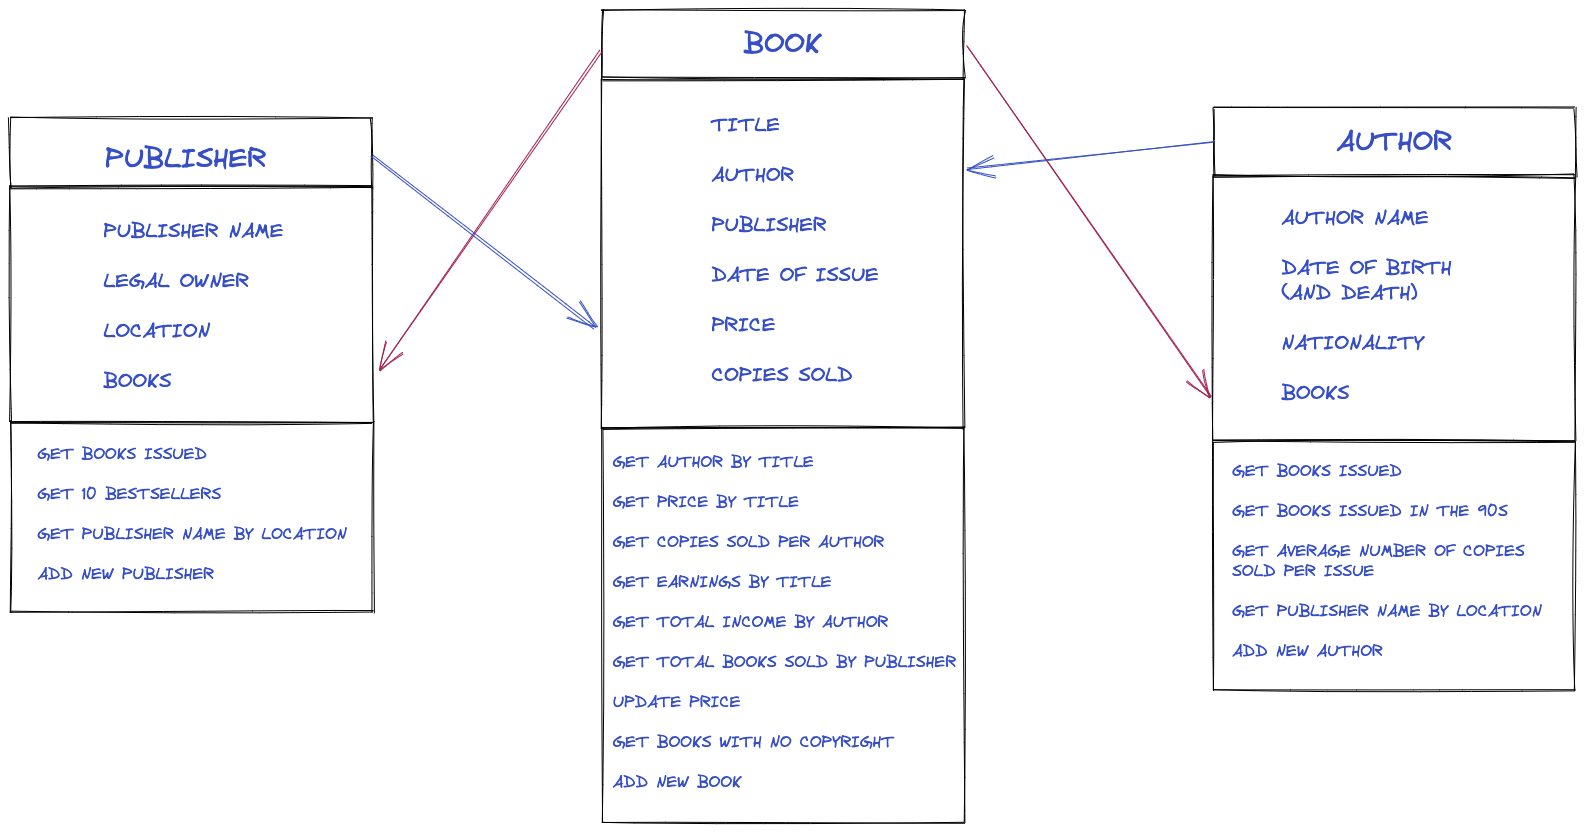 BOOK
TITLE
AUTHOR
PUBLISHER
DATE OF ISSUE
PRICE
COPIES SOLD
GET AUTHOR BY TITLE
GET PRICE BY TITLE
GET COPIES SOLD PER AUTHOR
GET EARNINGS BY TITLE
GET TOTAL INCOME BY AUTHOR
GET TOTAL BOOKS SOLD BY PUBLISHER
UPDATE PRICE
GET BOOKS WITH NO COPYRIGHT
ADD NEW BOOK
PUBLISHER
PUBLISHER NAME
LEGAL OWNER
LOCATION
BOOKS
GET BOOKS ISSUED
GET 10 BESTSELLERS
GET PUBLISHER NAME BY LOCATION
ADD NEW PUBLISHER
AUTHOR
AUTHOR NAME
DATE OF BIRTH
(AND DEATH)
NATIONALITY
BOOKS
GET BOOKS ISSUED
GET BOOKS ISSUED IN THE 90S
GET AVERAGE NUMBER OF COPIES
SOLD PER ISSUE
GET PUBLISHER NAME BY LOCATION
ADD NEW AUTHOR